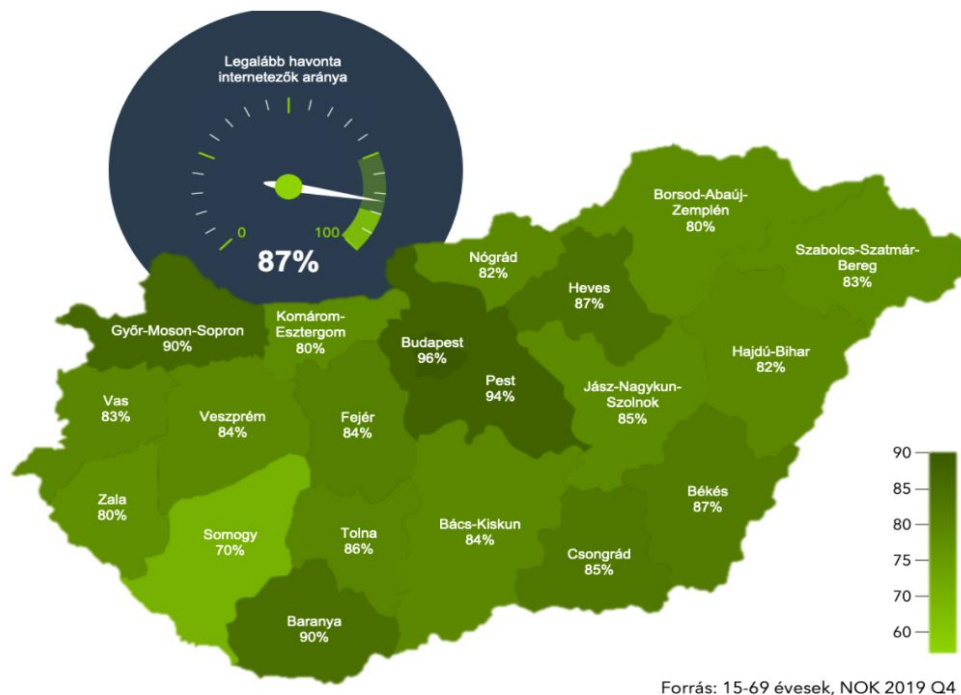 Legalább havonta
internetezők aránya
0
100
87%
Borsod-Abaúj-
Zemplén
80%
Szabolcs-Szatmár-
Bereg
83%
Nógrád
82%
Heves
87%
Győr-Moson-Sopron
90%
Komárom-
Esztergom
80%
Budapest
96%
Pest
94%
Hajdú-Bihar
82%
Jász-Nagykun-
Szolnok
85%
Vas
83%
Veszprém
84%
Fejér
84%
Zala
80%
Somogy
70%
Tolna
86%
Bács-Kiskun
84%
Csongrád
85%
Békés
87%
Baranya
90%
90
85
80
75
70
60
Forrás: 15-69 évesek, NOK 2019 Q4